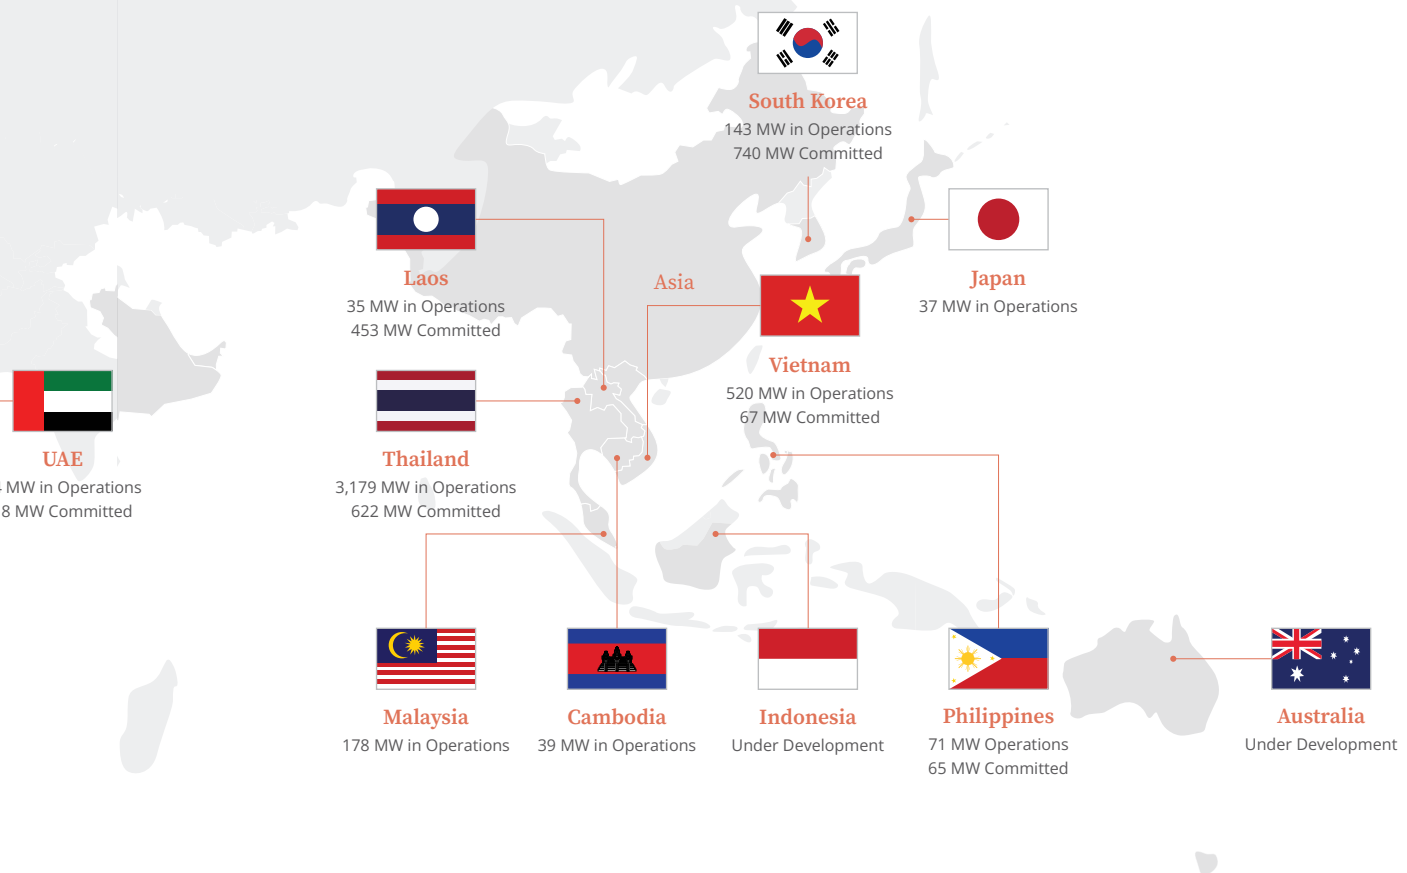 South Korea
143 MW in Operations
740 MW Committed
Laos
35 MW in Operations
453 MW Committed
Asia
Japan
37 MW in Operations
Vietnam
520 MW in Operations
67 MW Committed
UAE
MW in Operations
8 MW Committed
Thailand
3,179 MW in Operations
622 MW Committed
Malaysia
178 MW in Operations
Cambodia
39 MW in Operations
Indonesia
Under Development
Philippines
71 MW Operations
65 MW Committed
Australia
Under Development